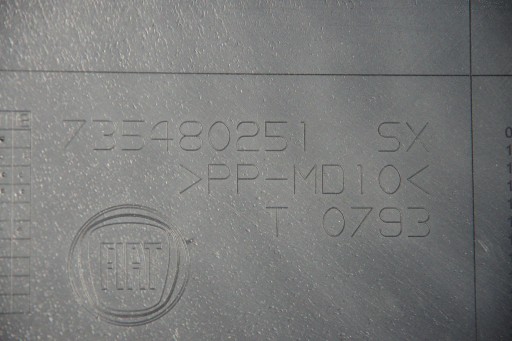 735480251 SX
>PP-MD10<
T 0793
FIAT